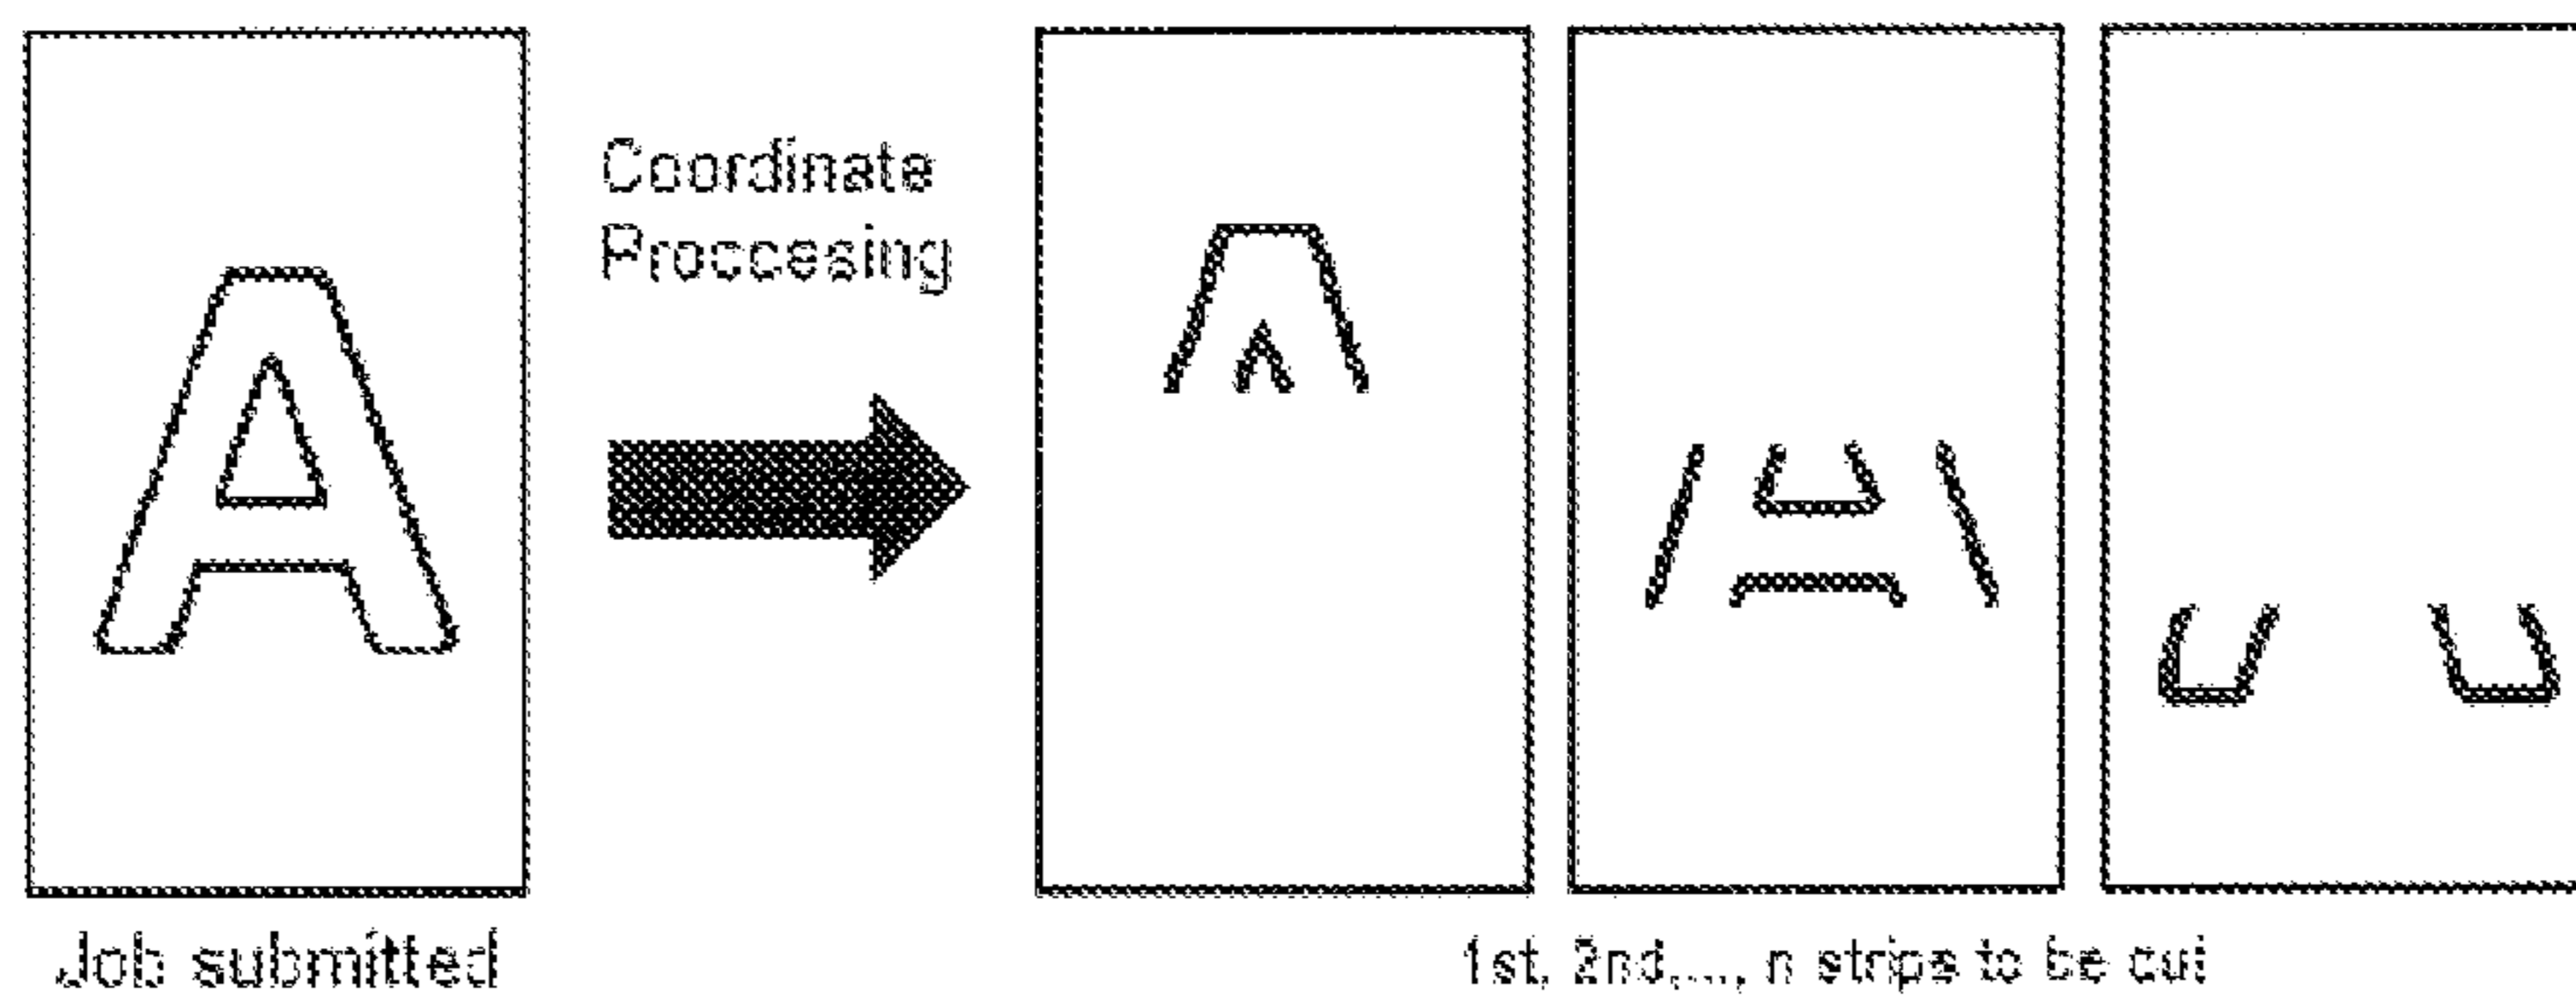 Coordinate
Proccesing
Job submitted
1st, 2nd,..., n strips to be cut